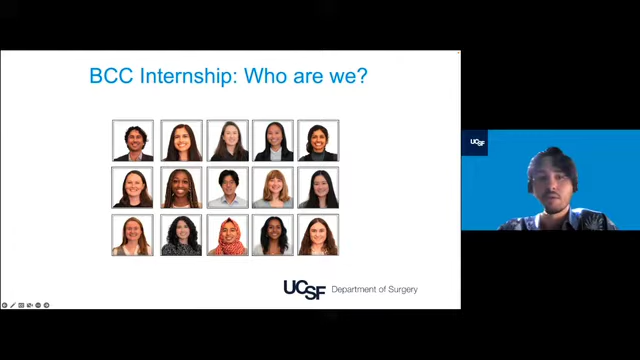 BCC Internship: Who are we?
UCSF Department of Surgery
UCSF